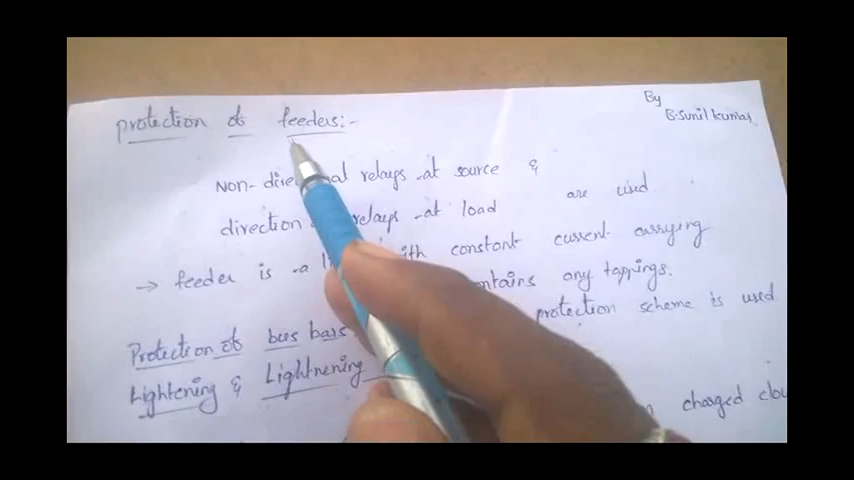 By
B.Sunil kumar
protection of feeders:-
Non- al relays at source &
direction relays at load are used.
→ feeder is a with constant current carrying
ntains any tappings.
Protection of bus bars protection scheme is used
Lightening & Lightnening
charged clou